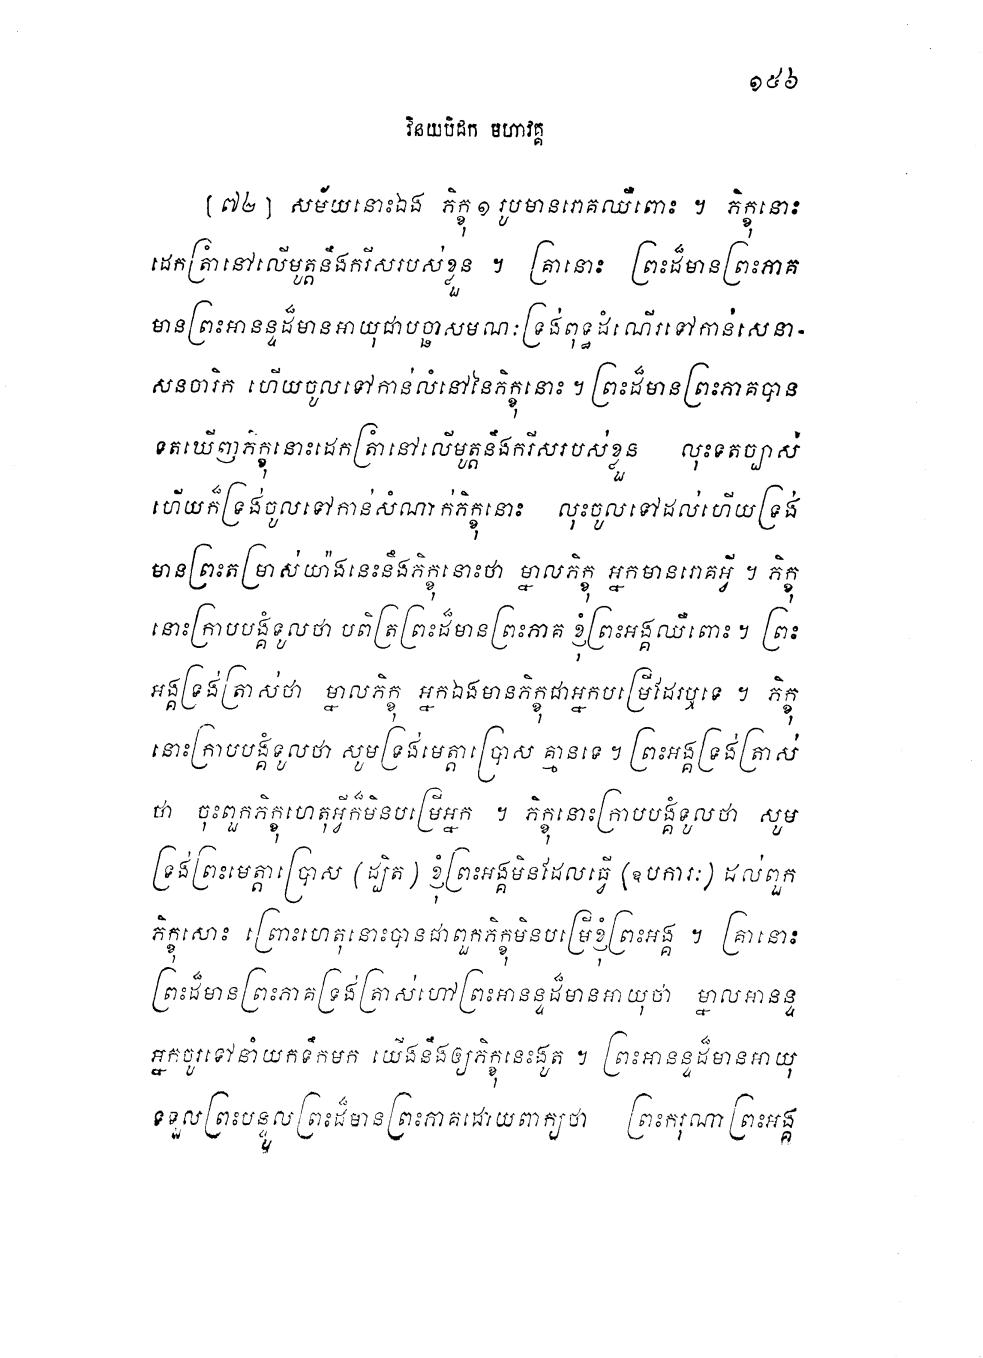 ១៩៦
វិនយបិដក មហាវគ្គ
[ ៧២ ] សម័យនោះឯង ភិក្ខុ ១ រូបមានរោគឈឺពោះ ។ ភិក្ខុនោះ
ដេកត្រាំនៅលើមូត្តនឹងករីសរបស់ខ្លួន ។ គ្រានោះ ព្រះដ៏មានព្រះភាគ
មានព្រះអានន្ទដ៏មានអាយុជាបច្ឆាសមណៈទ្រង់ពុទ្ធដំណើរទៅកាន់សេនា-
សនចារិក ហើយចូលទៅកាន់លំនៅនៃភិក្ខុនោះ ។ ព្រះដ៏មានព្រះភាគបាន
ទតឃើញភិក្ខុនោះដេកត្រាំនៅលើមូត្តនឹងករីសរបស់ខ្លួន លុះទតច្បាស់
ហើយក៏ទ្រង់ចូលទៅកាន់សំណាក់ភិក្ខុនោះ លុះចូលទៅដល់ហើយទ្រង់
មានព្រះតម្រាស់យ៉ាងនេះនឹងភិក្ខុនោះថា ម្នាលភិក្ខុ អ្នកមានរោគអ្វី ។ ភិក្ខុ
នោះក្រាបបង្គំទូលថា បពិត្រព្រះដ៏មានព្រះភាគ ខ្ញុំព្រះអង្គឈឺពោះ ។ ព្រះ
អង្គទ្រង់ត្រាស់ថា ម្នាលភិក្ខុ អ្នកឯងមានភិក្ខុជាអ្នកបម្រើដែរឬទេ ។ ភិក្ខុ
នោះក្រាបបង្គំទូលថា សូមទ្រង់មេត្តាប្រោស គ្មានទេ ។ ព្រះអង្គទ្រង់ត្រាស់
ថា ចុះពួកភិក្ខុហេតុអ្វីក៏មិនបម្រើអ្នក ។ ភិក្ខុនោះក្រាបបង្គំទូលថា សូម
ទ្រង់ព្រះមេត្តាប្រោស (ដ្បិត) ខ្ញុំព្រះអង្គមិនដែលធ្វើ (ឧបការៈ) ដល់ពួក
ភិក្ខុសោះ ព្រោះហេតុនោះបានជាពួកភិក្ខុមិនបម្រើខ្ញុំព្រះអង្គ ។ គ្រានោះ
ព្រះដ៏មានព្រះភាគទ្រង់ត្រាស់ហៅព្រះអានន្ទដ៏មានអាយុថា ម្នាលអានន្ទ
អ្នកចូរទៅនាំយកទឹកមក យើងនឹងឲ្យភិក្ខុនេះងូត ។ ព្រះអានន្ទដ៏មានអាយុ
ទទួលព្រះបន្ទូលព្រះដ៏មានព្រះភាគដោយពាក្យថា ព្រះករុណាព្រះអង្គ